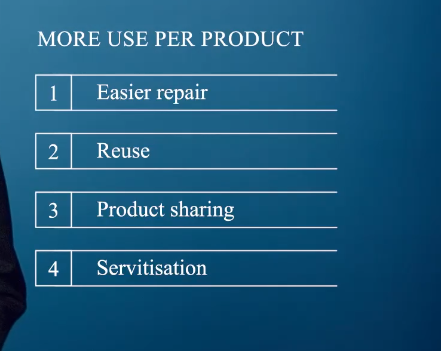 MORE USE PER PRODUCT
1 Easier repair
2 Reuse
3 Product sharing
4 Servitisation